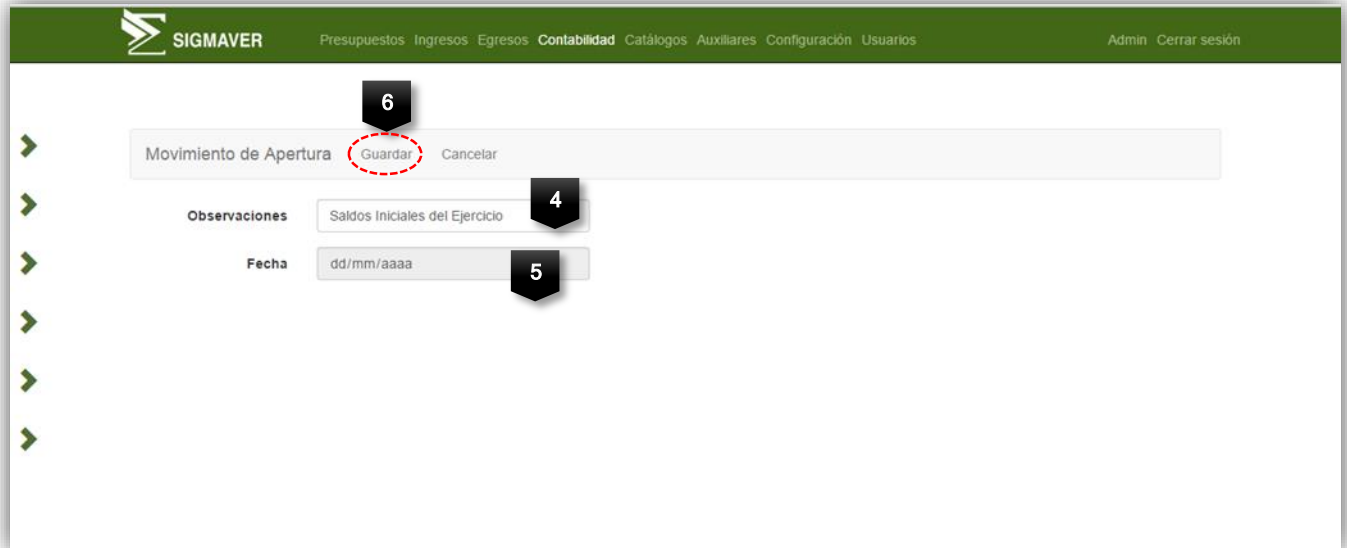 SIGMAVER Presupuestos Ingresos Egresos Contabilidad Catálogos Auxiliares Configuración Usuarios Admin Cerrar sesión
6
Movimiento de Apertura Guardar Cancelar
4
Observaciones Saldos Iniciales del Ejercicio
Fecha dd/mm/aaaa
5